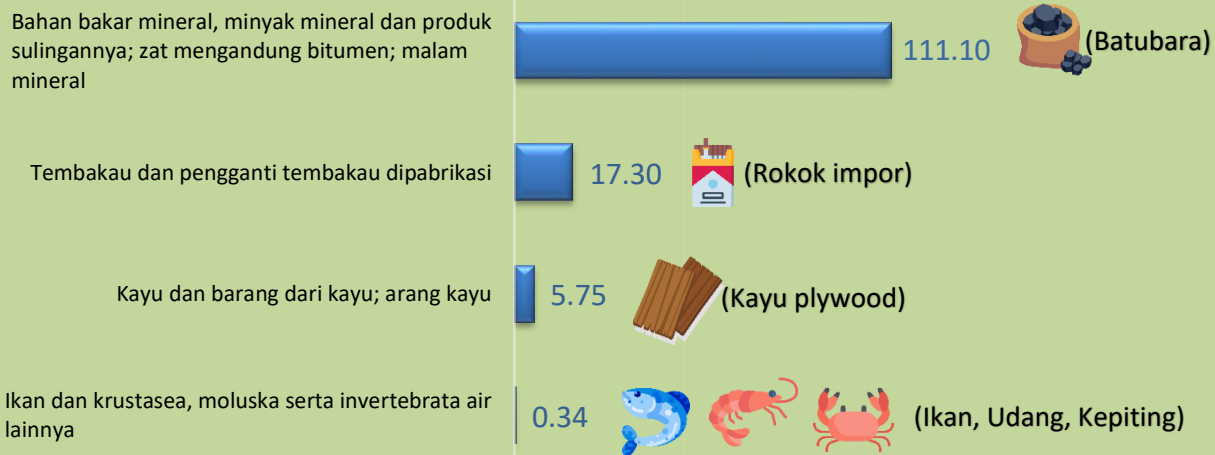 Bahan bakar mineral, minyak mineral dan produk
sulingannya; zat mengandung bitumen; malam
mineral
111.10
(Batubara)
Tembakau dan pengganti tembakau dipabrikasi
17.30
(Rokok impor)
Kayu dan barang dari kayu; arang kayu
5.75
(Kayu plywood)
Ikan dan krustasea, moluska serta invertebrata air
lainnya
0.34
(Ikan, Udang, Kepiting)